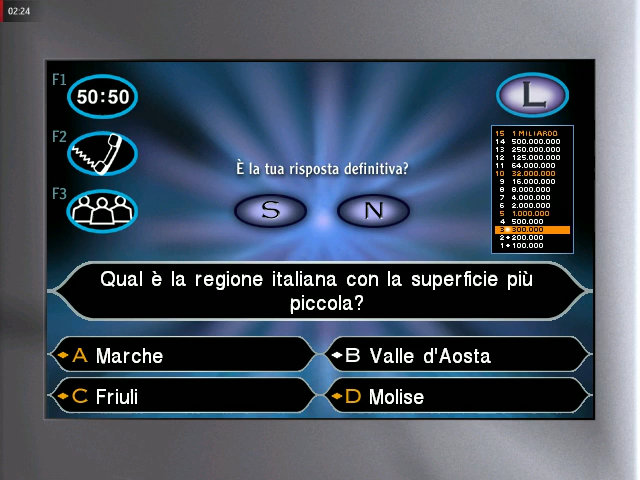 02:24
F1
50:50
F2
F3
L
È la tua risposta definitiva?
S
N
15 1 MILIARDO
14 500.000.000
13 250.000.000
12 125.000.000
11 64.000.000
10 32.000.000
9 16.000.000
8 8.000.000
7 4.000.000
6 2.000.000
5 1.000.000
4 500.000
3 300.000
2 200.000
1 100.000
Qual è la regione italiana con la superficie più
piccola?
A Marche
B Valle d'Aosta
C Friuli
D Molise